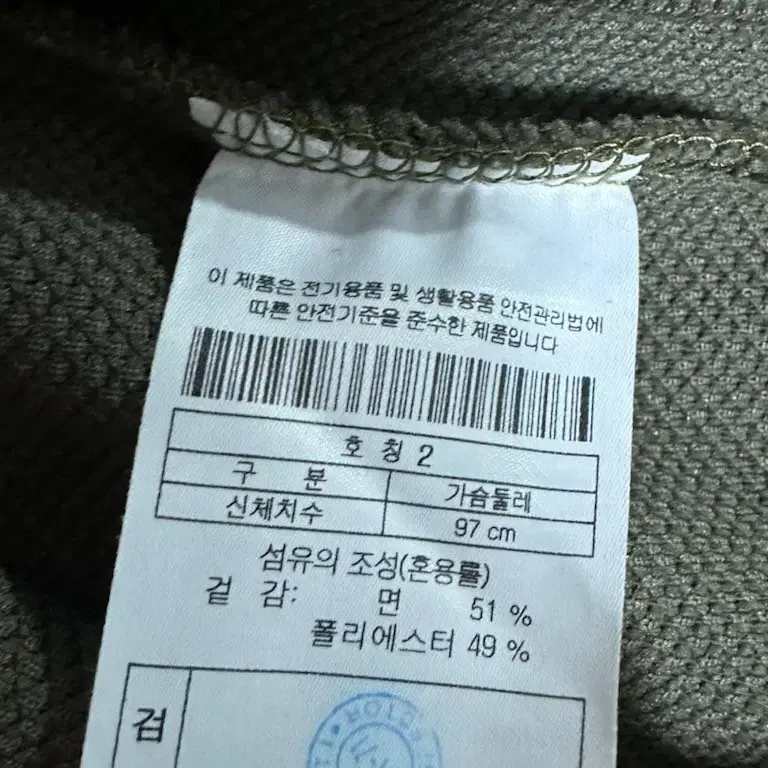 이 제품은 전기용품 및 생활용품 안전관리법에
따른 안전기준을 준수한 제품입니다
호 칭 2
구 분 가슴둘레
신체치수 97 cm
섬유의 조성(혼용률)
겉 감: 면 51 %
폴리에스터 49 %
검